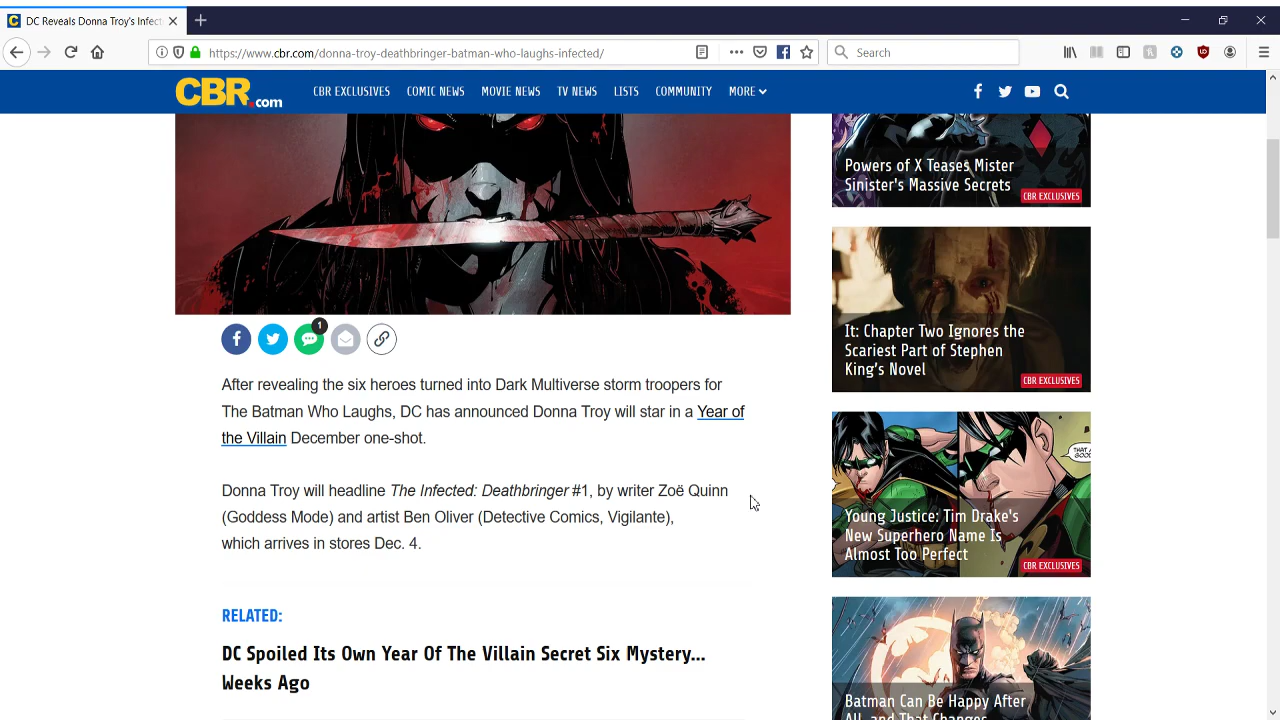 DC Reveals Donna Troy's Infect
https://www.cbr.com/donna-troy-deathbringer-batman-who-laughs-infected/
Search
CBR.com
CBR EXCLUSIVES
COMIC NEWS
MOVIE NEWS
TV NEWS
LISTS
COMMUNITY
MORE
1
After revealing the six heroes turned into Dark Multiverse storm troopers for
The Batman Who Laughs, DC has announced Donna Troy will star in a Year of
the Villain December one-shot.
Donna Troy will headline The Infected: Deathbringer #1, by writer Zoë Quinn
(Goddess Mode) and artist Ben Oliver (Detective Comics, Vigilante),
which arrives in stores Dec. 4.
RELATED:
DC Spoiled Its Own Year Of The Villain Secret Six Mystery...
Weeks Ago
Powers of X Teases Mister
Sinister's Massive Secrets
CBR EXCLUSIVES
It: Chapter Two Ignores the
Scariest Part of Stephen
King's Novel
CBR EXCLUSIVES
Young Justice: Tim Drake's
New Superhero Name Is
Almost Too Perfect
CBR EXCLUSIVES
Batman Can Be Happy After
All, and That Changes